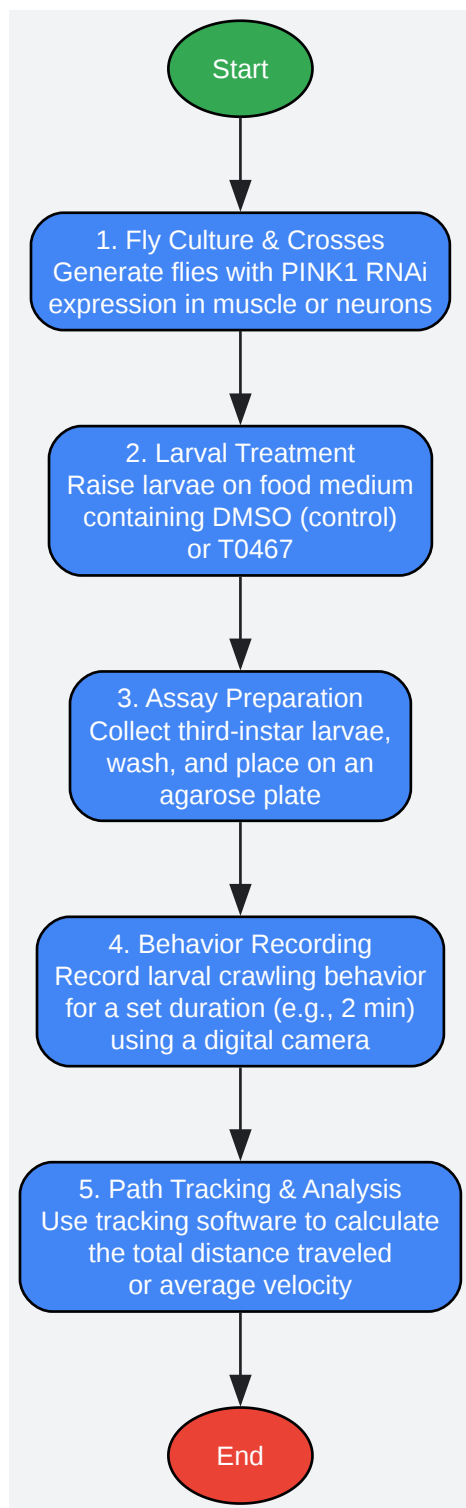 Start
1. Fly Culture & Crosses
Generate flies with PINK1 RNAi
expression in muscle or neurons
2. Larval Treatment
Raise larvae on food medium
containing DMSO (control)
or T0467
3. Assay Preparation
Collect third-instar larvae,
wash, and place on an
agarose plate
4. Behavior Recording
Record larval crawling behavior
for a set duration (e.g., 2 min)
using a digital camera
5. Path Tracking & Analysis
Use tracking software to calculate
the total distance traveled
or average velocity
End